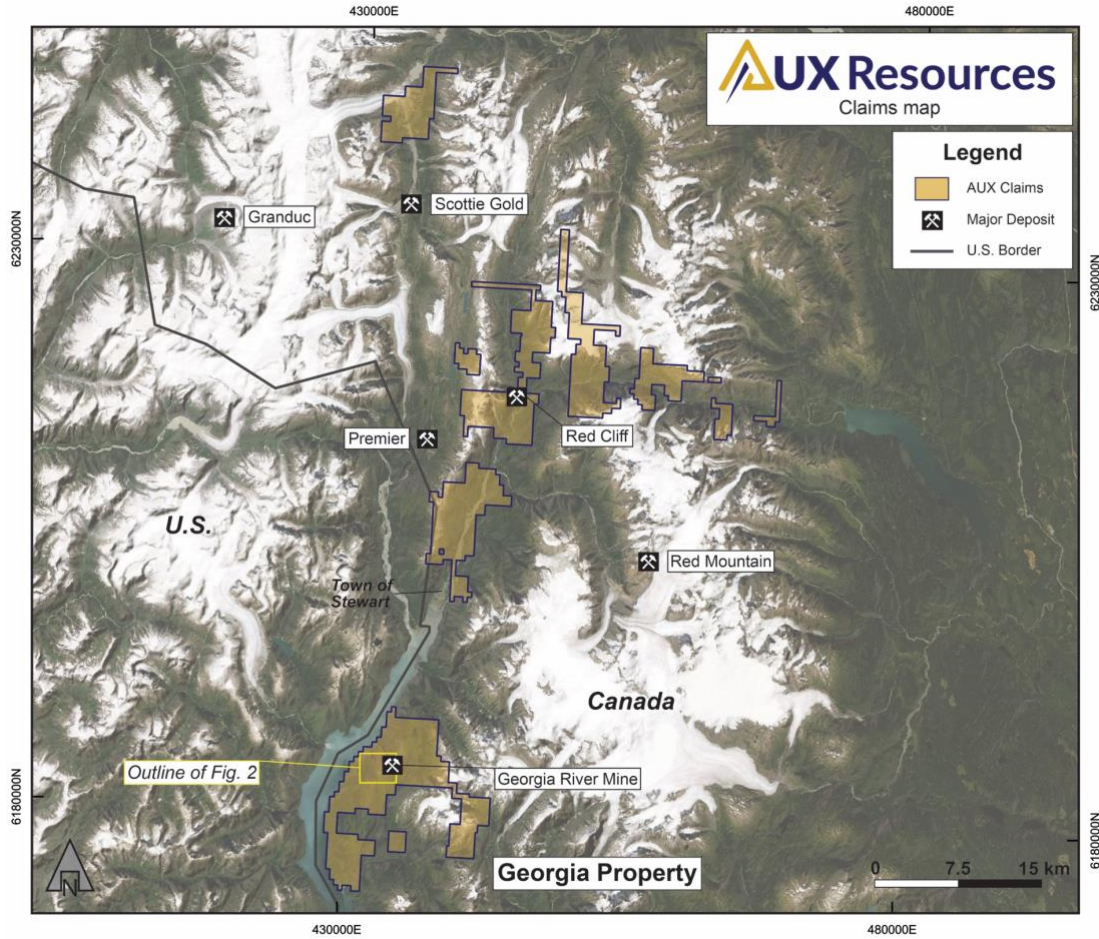 430000E
480000E
AUX Resources
Claims map
Legend
AUX Claims
Major Deposit
U.S. Border
6230000N
6230000N
Granduc
Scottie Gold
Premier
Red Cliff
U.S.
Red Mountain
Town of
Stewart
Canada
Outline of Fig. 2
Georgia River Mine
6180000N
6180000N
Georgia Property
0 7.5 15 km
N
430000E
480000E